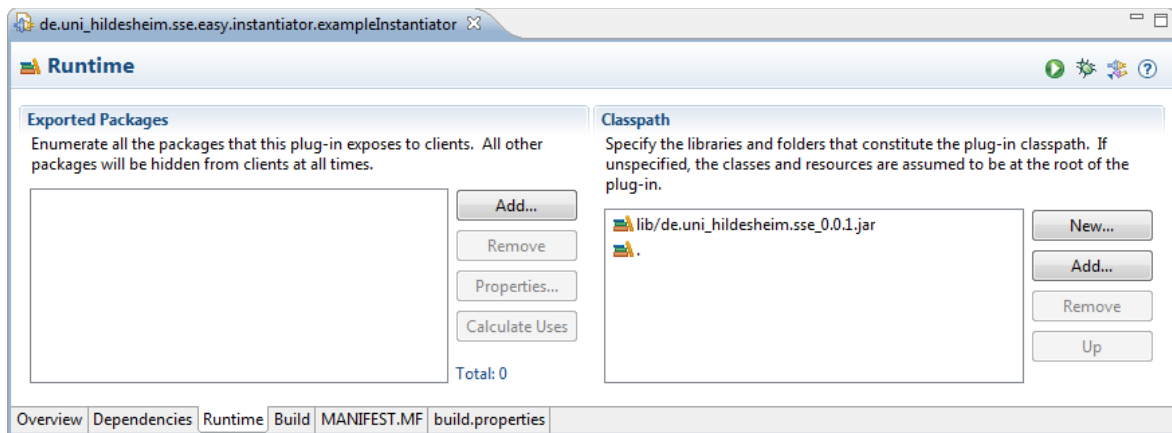 de.uni_hildesheim.sse.easy.instantiator.exampleInstantiator
Runtime
Exported Packages
Enumerate all the packages that this plug-in exposes to clients. All other
packages will be hidden from clients at all times.
Add...
Remove
Properties...
Calculate Uses
Total: 0
Classpath
Specify the libraries and folders that constitute the plug-in classpath. If
unspecified, the classes and resources are assumed to be at the root of the
plug-in.
lib/de.uni_hildesheim.sse_0.0.1.jar
.
New...
Add...
Remove
Up
Overview Dependencies Runtime Build MANIFEST.MF build.properties